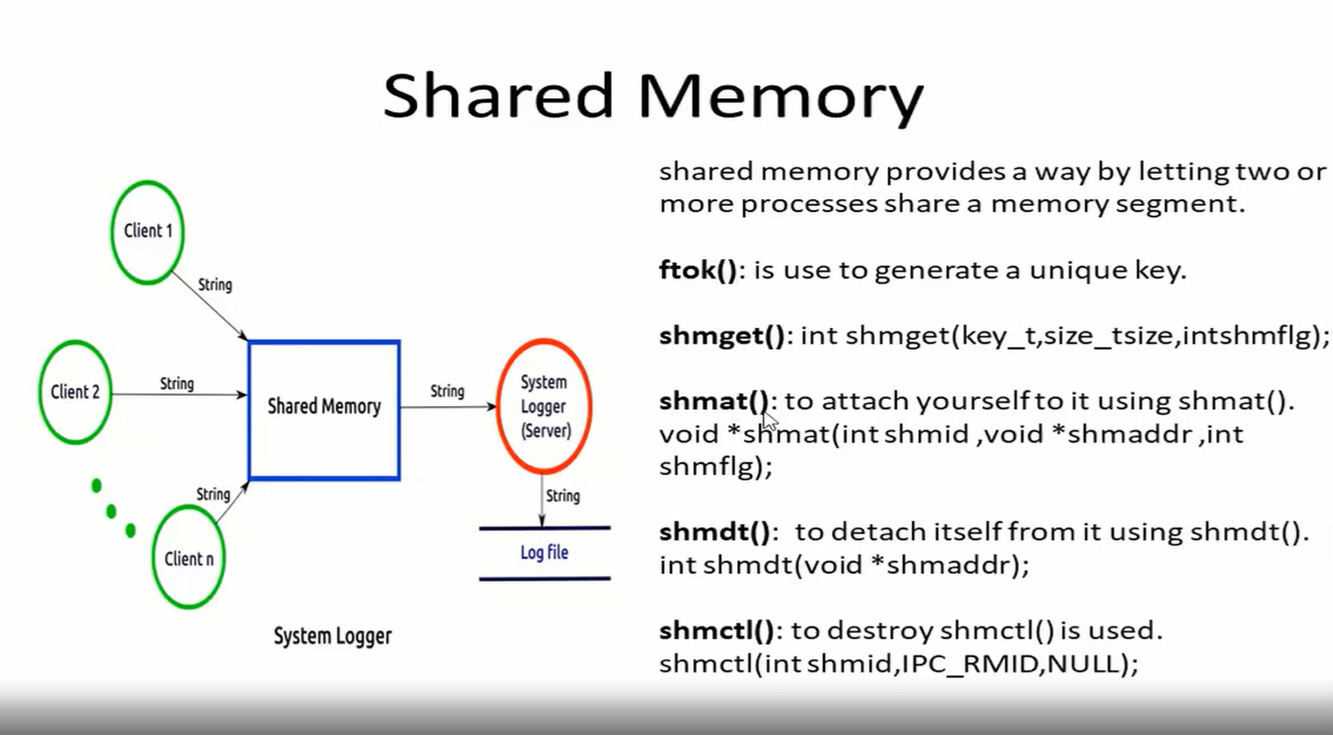 Shared Memory
Client 1
String
Client 2
String
String
Client n
Shared Memory
String
System
Logger
(Server)
String
Log file
System Logger
shared memory provides a way by letting two or
more processes share a memory segment.
ftok(): is use to generate a unique key.
shmget(): int shmget(key_t,size_tsize,intshmflg);
shmat(): to attach yourself to it using shmat().
void *shmat(int shmid ,void *shmaddr ,int
shmflg);
shmdt():  to detach itself from it using shmdt().
int shmdt(void *shmaddr);
shmctl(): to destroy shmctl() is used.
shmctl(int shmid,IPC_RMID,NULL);